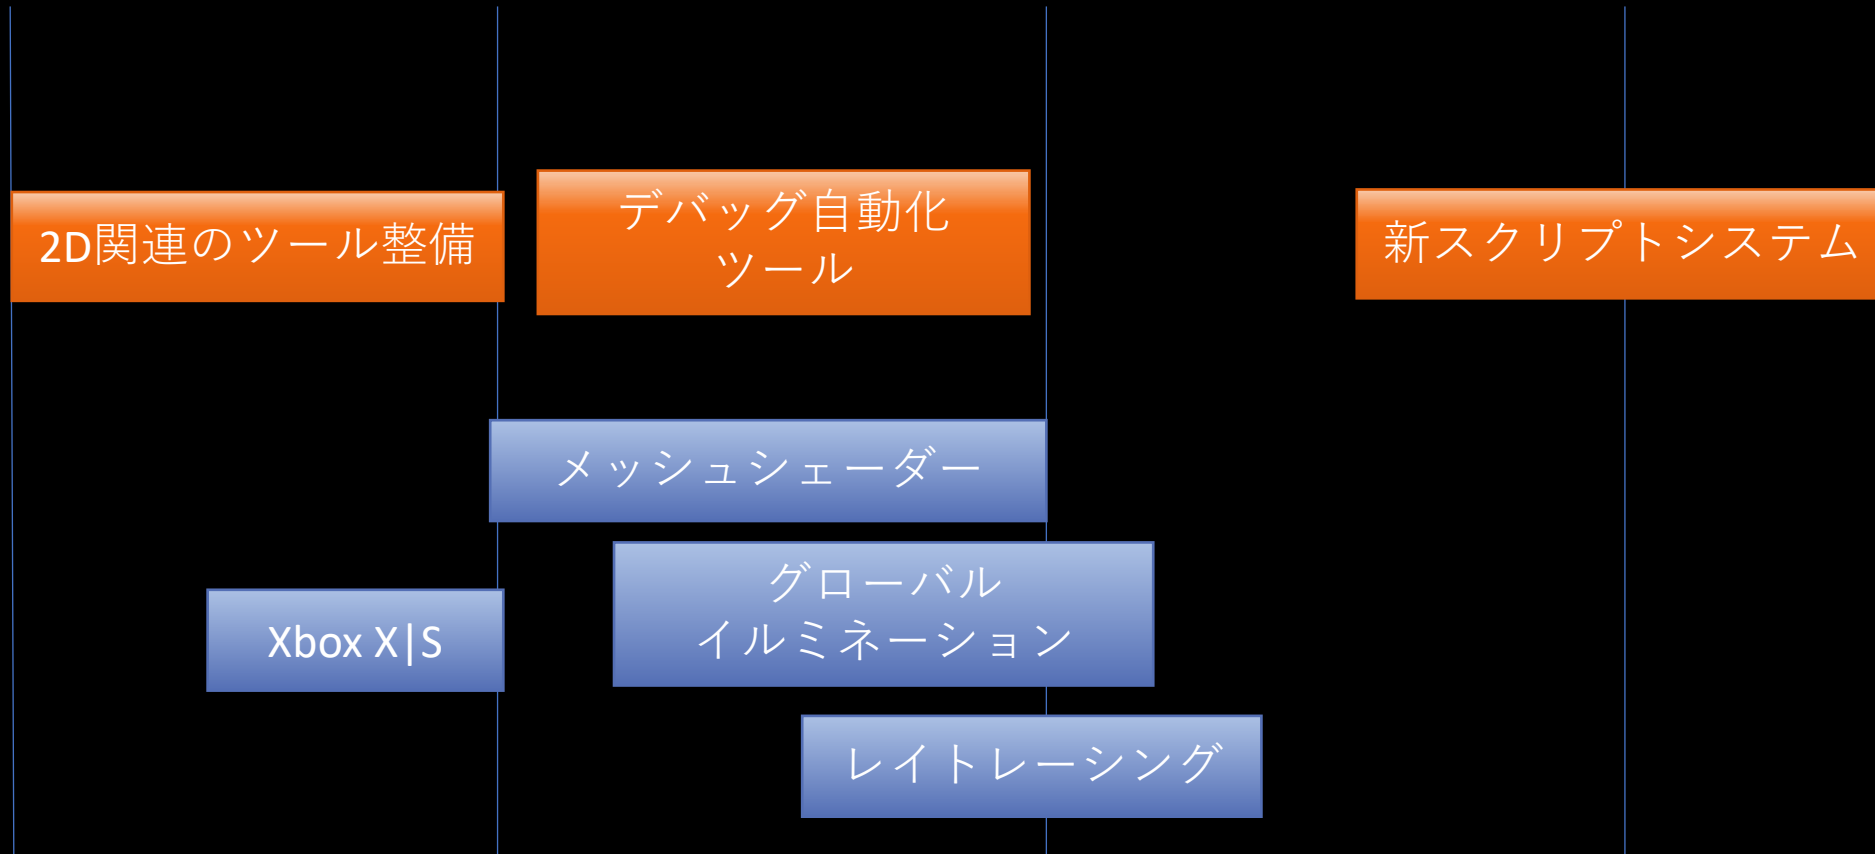 2D関連のツール整備
デバッグ自動化
ツール
新スクリプトシステム
メッシュシェーダー
グローバル
イルミネーション
Xbox X|S
レイトレーシング